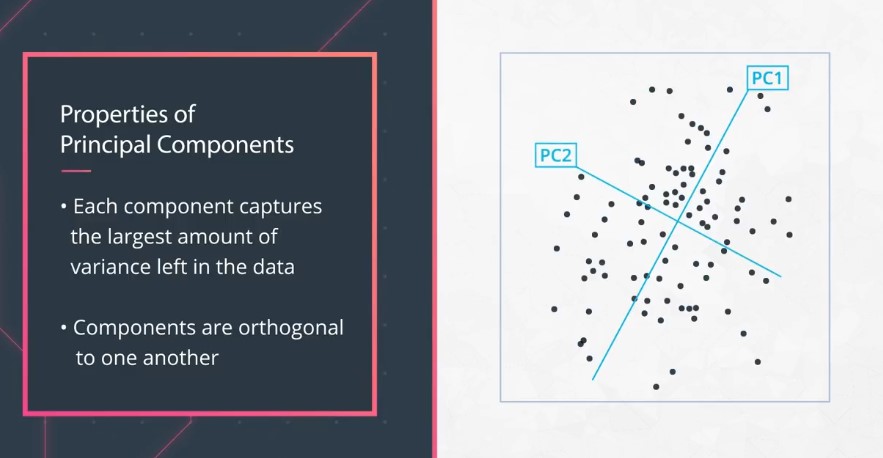 Properties of
Principal Components
• Each component captures
the largest amount of
variance left in the data
• Components are orthogonal
to one another
PC1
PC2